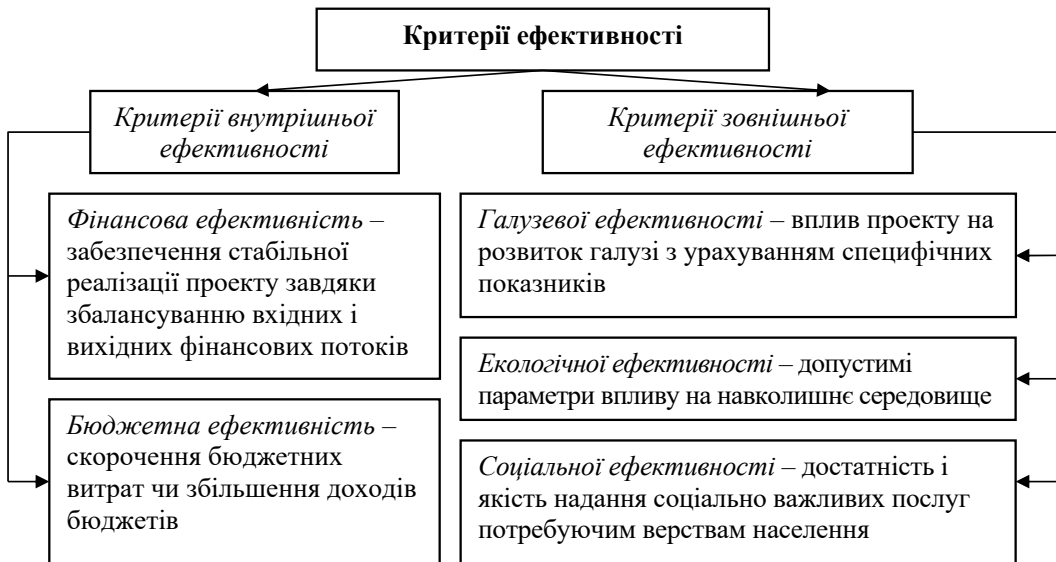 Критерії ефективності
Критерії внутрішньої
ефективності
Критерії зовнішньої
ефективності
Фінансова ефективність –
забезпечення стабільної
реалізації проекту завдяки
збалансуванню вхідних і
вихідних фінансових потоків
Бюджетна ефективність –
скорочення бюджетних
витрат чи збільшення доходів
бюджетів
Галузевої ефективності – вплив проекту на
розвиток галузі з урахуванням специфічних
показників
Екологічної ефективності – допустимі
параметри впливу на навколишнє середовище
Соціальної ефективності – достатність і
якість надання соціально важливих послуг
потребуючим верствам населення